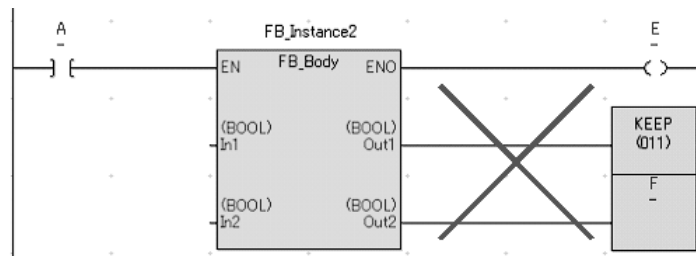 A
-
FB_Instance2
E
-
EN FB_Body ENO
(BOOL) (BOOL)
In1 Out1
KEEP
(011)
F
-
(BOOL) (BOOL)
In2 Out2